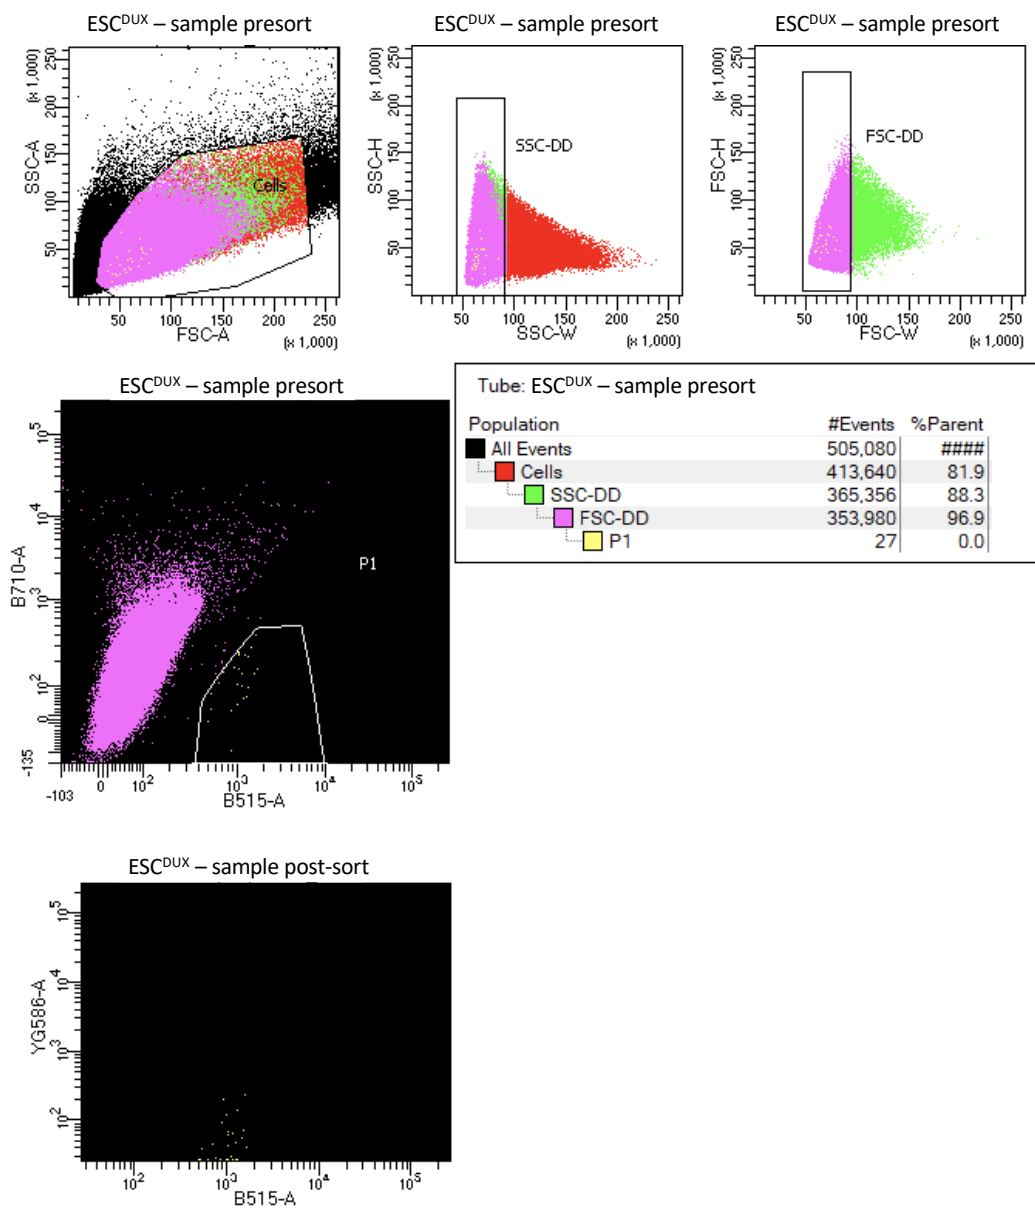 ESCDUX – sample presort
ESCDUX – sample presort
ESCDUX – sample presort
(x 1,000)
SSC-A
50 100 150 200 250
Cells
50 100 150 200 250
FSC-A
(x 1,000)
(x 1,000)
SSC-H
50 100 150 200 250
SSC-DD
50 100 150 200 250
SSC-W
(x 1,000)
(x 1,000)
FSC-H
50 100 150 200 250
FSC-DD
50 100 150 200 250
FSC-W
(x 1,000)
ESCDUX – sample presort
B710-A
10^5
10^4
10^3
10^2
0
-135
P1
-103 0 10^2 10^3 10^4 10^5
B515-A
Tube: ESCDUX – sample presort
Population #Events %Parent
All Events 505,080 ####
Cells 413,640 81.9
SSC-DD 365,356 88.3
FSC-DD 353,980 96.9
P1 27 0.0
ESCDUX – sample post-sort
YG586-A
10^5
10^4
10^3
10^2
10^2 10^3 10^4 10^5
B515-A